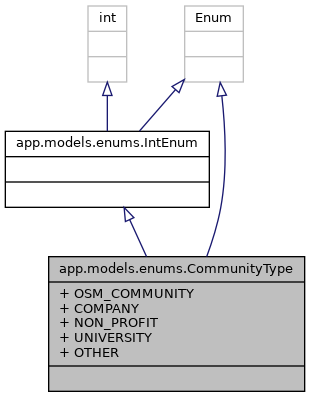 int
Enum
app.models.enums.IntEnum
app.models.enums.CommunityType
+ OSM_COMMUNITY
+ COMPANY
+ NON_PROFIT
+ UNIVERSITY
+ OTHER